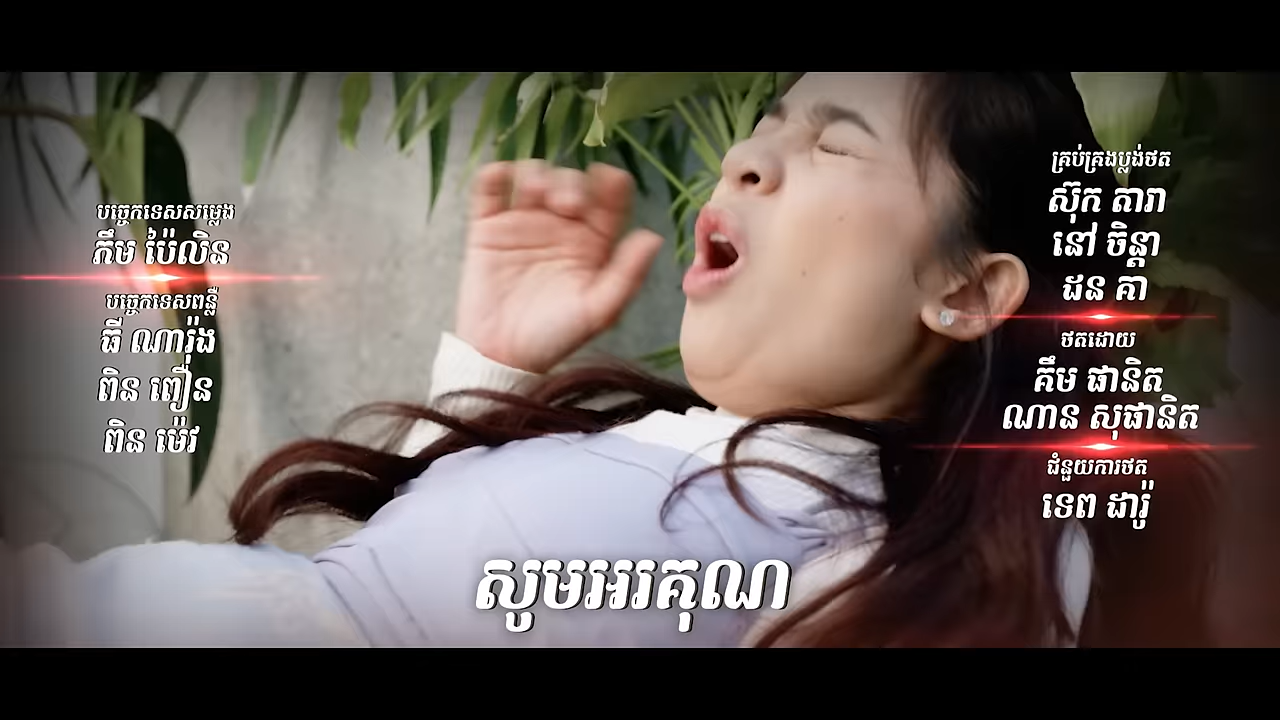 បច្ចេកទេសសម្លេង
ភឹម ប៉ៃលិន
បច្ចេកទេសពន្លឺ
ធី ណារ៉ុង
ពិន ពឿន
ពិន ម៉េវ
គ្រប់គ្រងប្លង់ថត
ស៊ុក តារា
នៅ ចិន្តា
ដន គា
ថតដោយ
គឹម ផានិត
ណាន សុផានិត
ជំនួយការថត
ទេព ដារ៉ូ
សូមអរគុណ